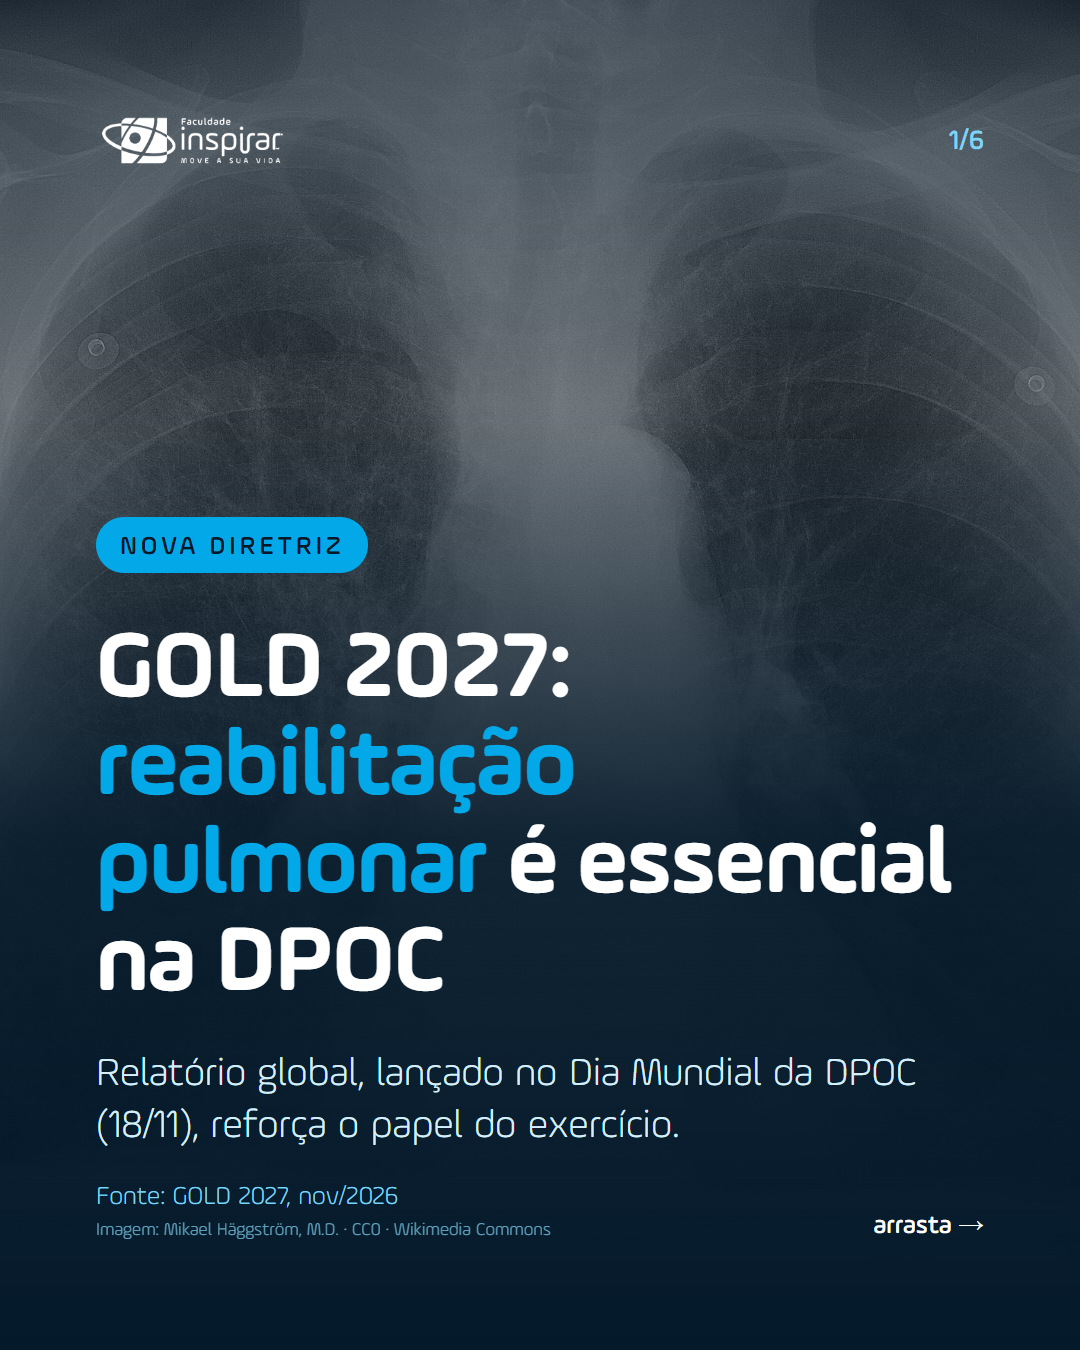 Faculdade
inspirar
MOVE A SUA VIDA
1/6
NOVA DIRETRIZ
GOLD 2027:
reabilitação
pulmonar é essencial
na DPOC
Relatório global, lançado no Dia Mundial da DPOC
(18/11), reforça o papel do exercício.
Fonte: GOLD 2027, nov/2026
Imagem: Mikael Häggström, M.D. · CC0 · Wikimedia Commons
arrasta →